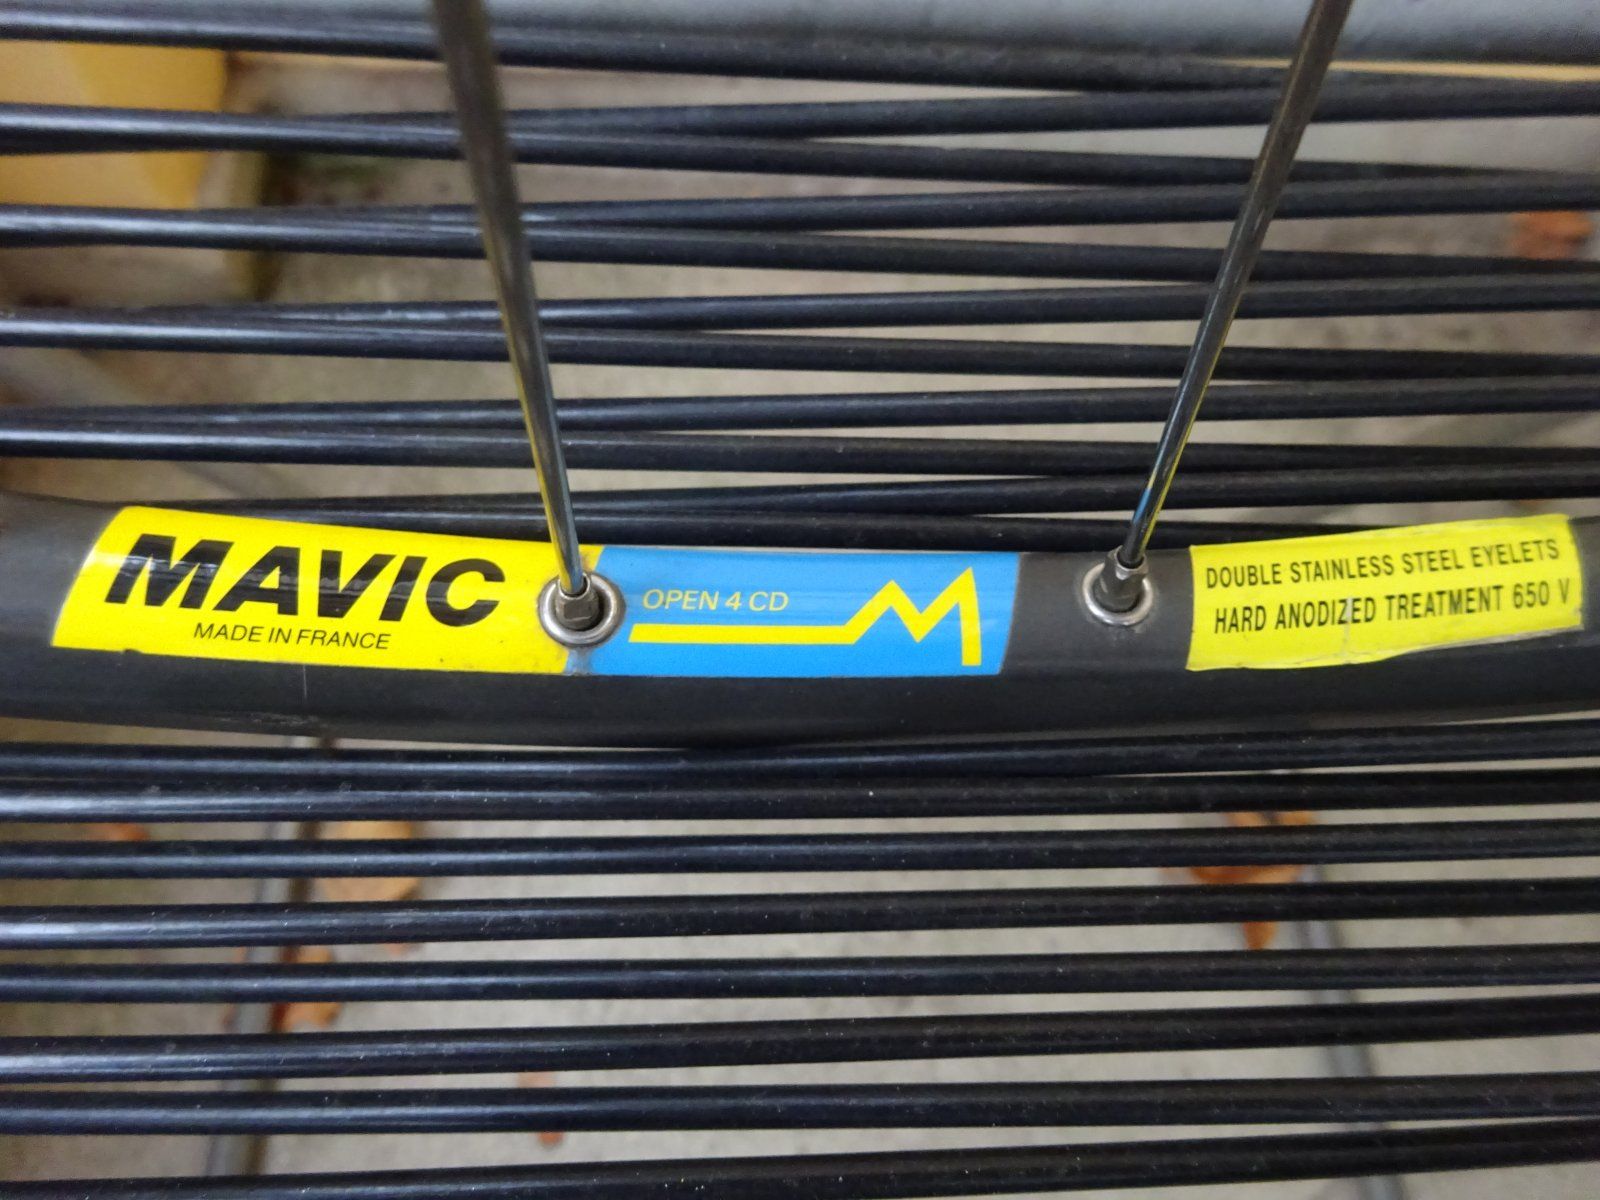 MAVIC
MADE IN FRANCE
OPEN 4 CD
DOUBLE STAINLESS STEEL EYELETS
HARD ANODIZED TREATMENT 650 V